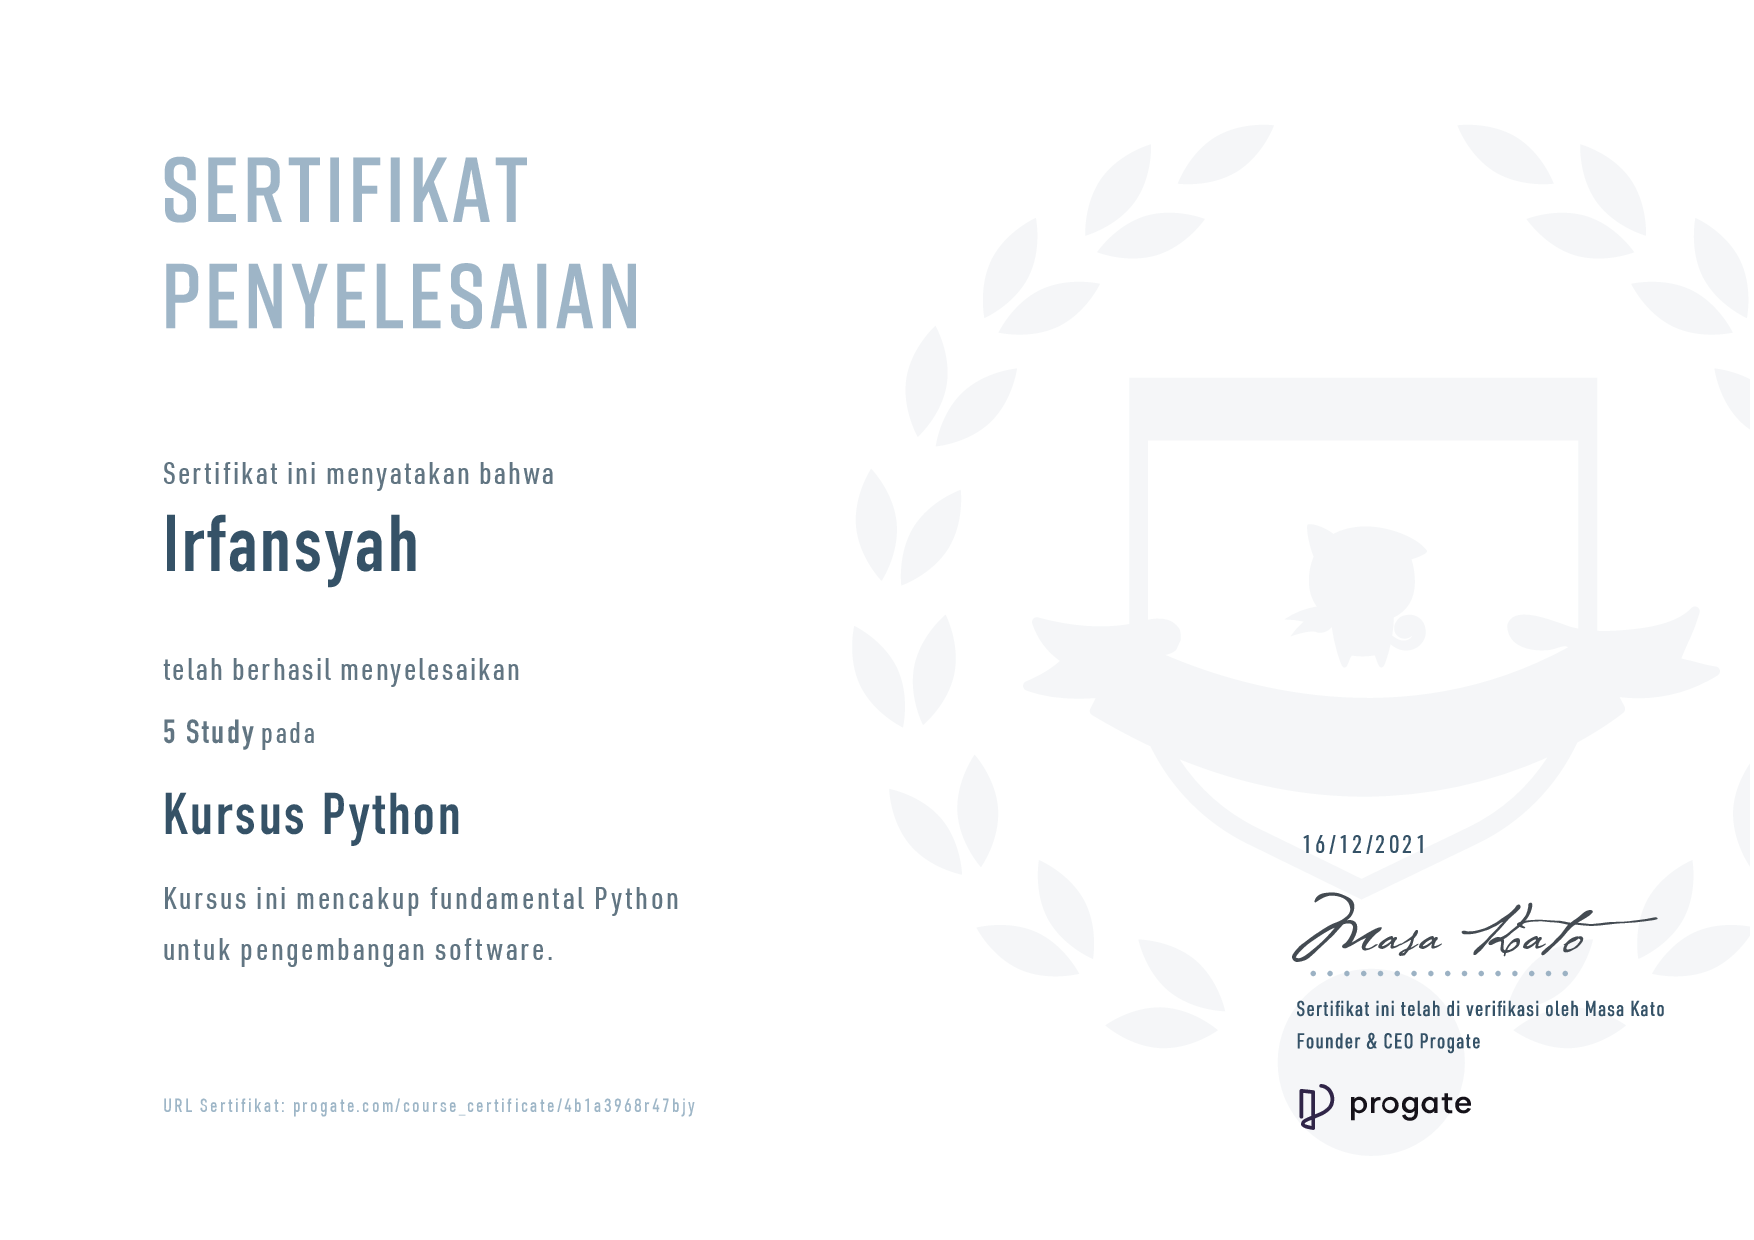 SERTIFIKAT
PENYELESAIAN
Sertifikat ini menyatakan bahwa
Irfansyah
telah berhasil menyelesaikan
5 Study pada
Kursus Python
Kursus ini mencakup fundamental Python
untuk pengembangan software.
16/12/2021
Masa Kato
Sertifikat ini telah di verifikasi oleh Masa Kato
Founder & CEO Progate
URL Sertifikat: progate.com/course_certificate/4b1a3968r47bjy
progate